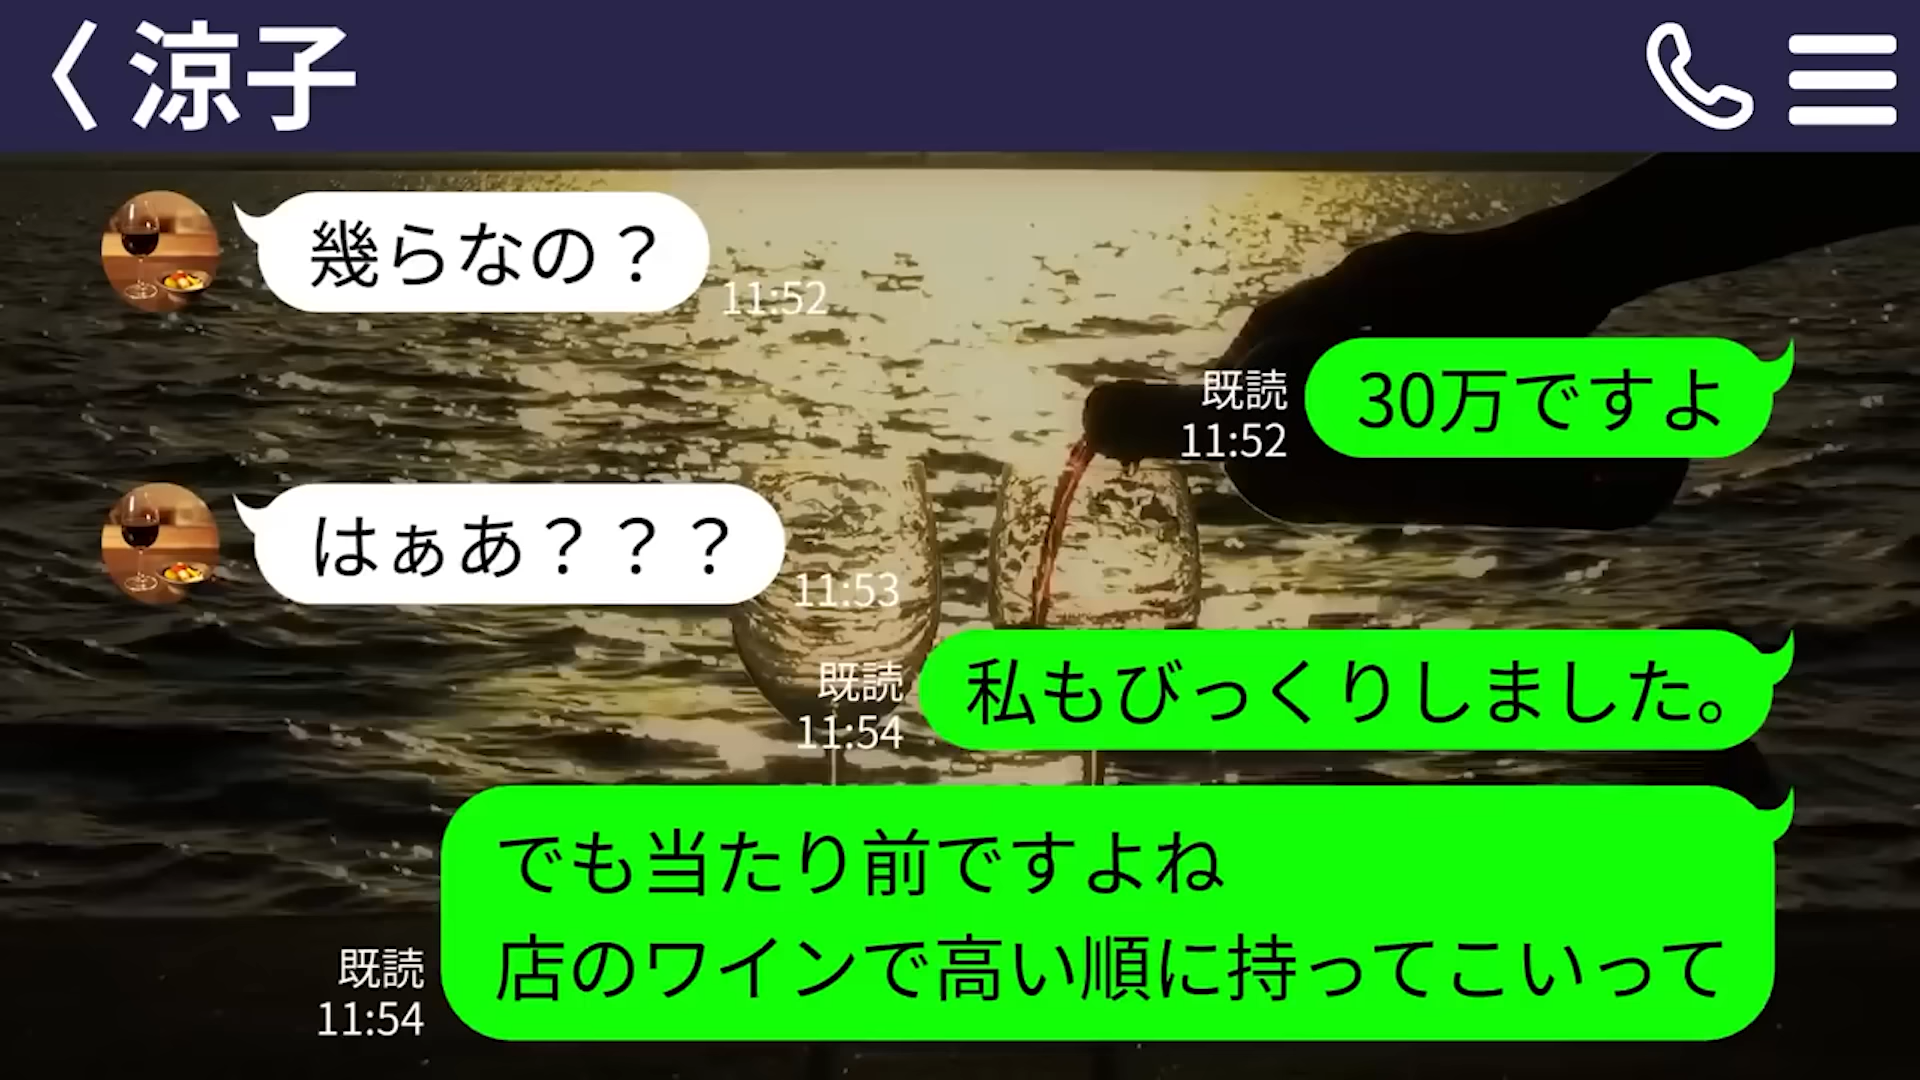 涼子
幾らなの？
11:52
30万ですよ
既読
11:52
はぁあ？？？
11:53
私もびっくりしました。
既読
11:54
でも当たり前ですよね
店のワインで高い順に持ってこいって
既読
11:54